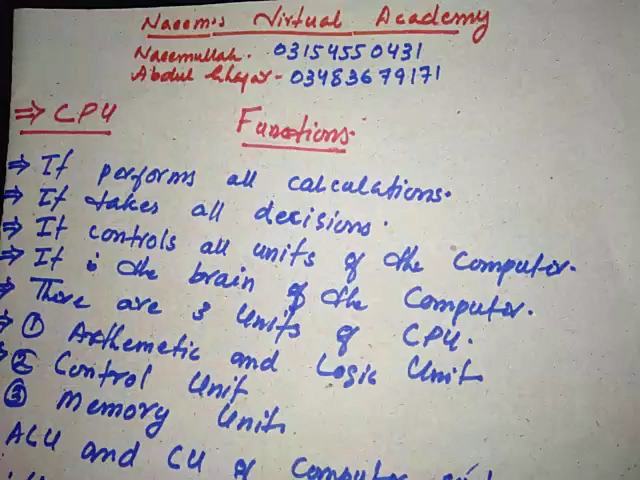 Naeem's Virtual Academy
Naeemullah. 03154550431
Abdul Ghafar - 03483679171
⇒ CPU Functions.
⇒ It performs all calculations.
⇒ It takes all decisions.
⇒ It controls all units of the Computer.
⇒ It is the brain of the Computer.
⇒ There are 3 Units of CPU.
⇒ ① Arthemetic and Logic Unit
② Control Unit
③ Memory Unit.
ALU and CU of Computer